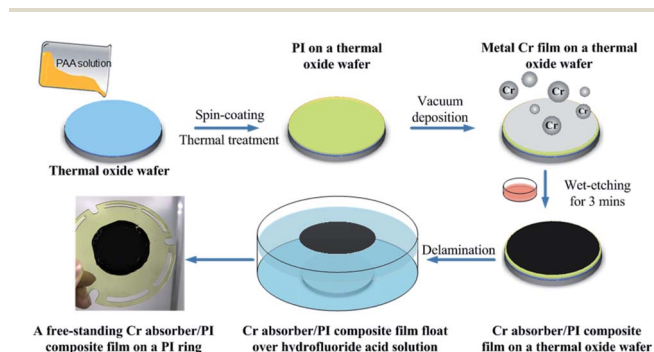 PAA solution
Thermal oxide wafer
Spin-coating
Thermal treatment
PI on a thermal
oxide wafer
Vacuum
deposition
Metal Cr film on a thermal
oxide wafer
Cr
Cr
Cr
Cr
Wet-etching
for 3 mins
Cr absorber/PI composite
film on a thermal oxide wafer
Delamination
Cr absorber/PI composite film float
over hydrofluoride acid solution
A free-standing Cr absorber/PI
composite film on a PI ring